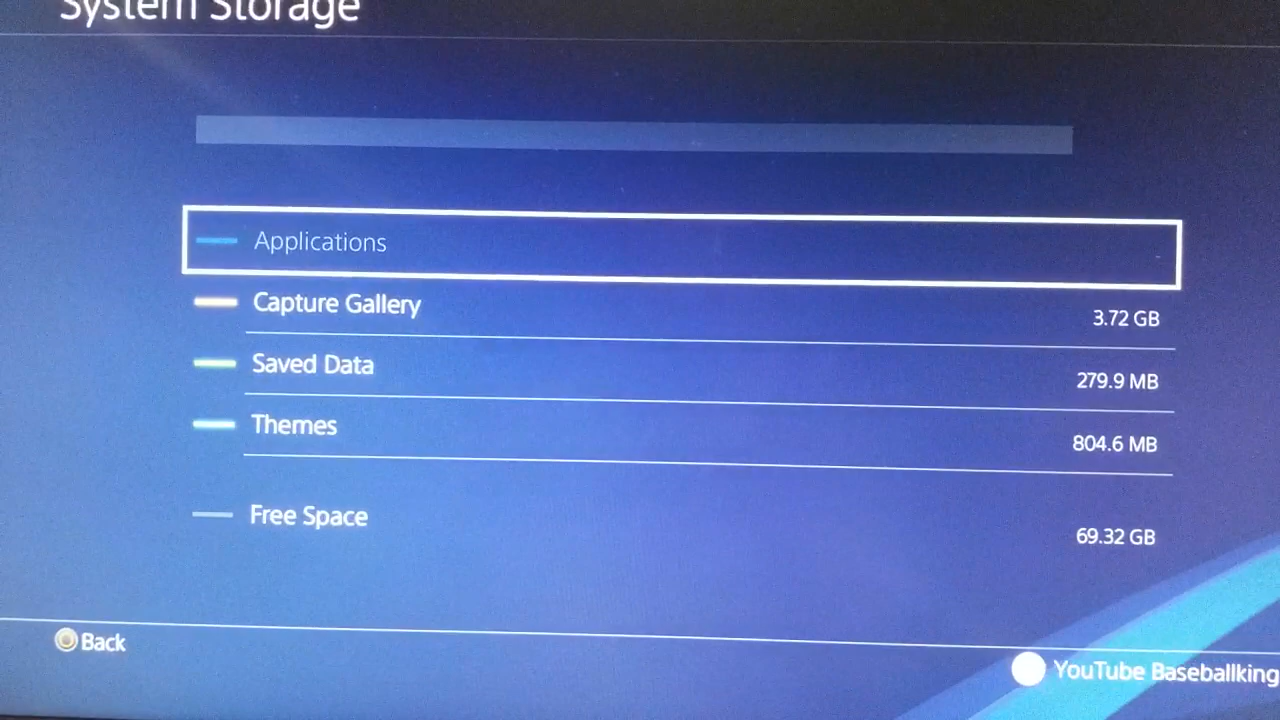 System Storage
Applications
-
Capture Gallery
3.72 GB
Saved Data
279.9 MB
Themes
804.6 MB
Free Space
69.32 GB
Back
YouTube Baseballking